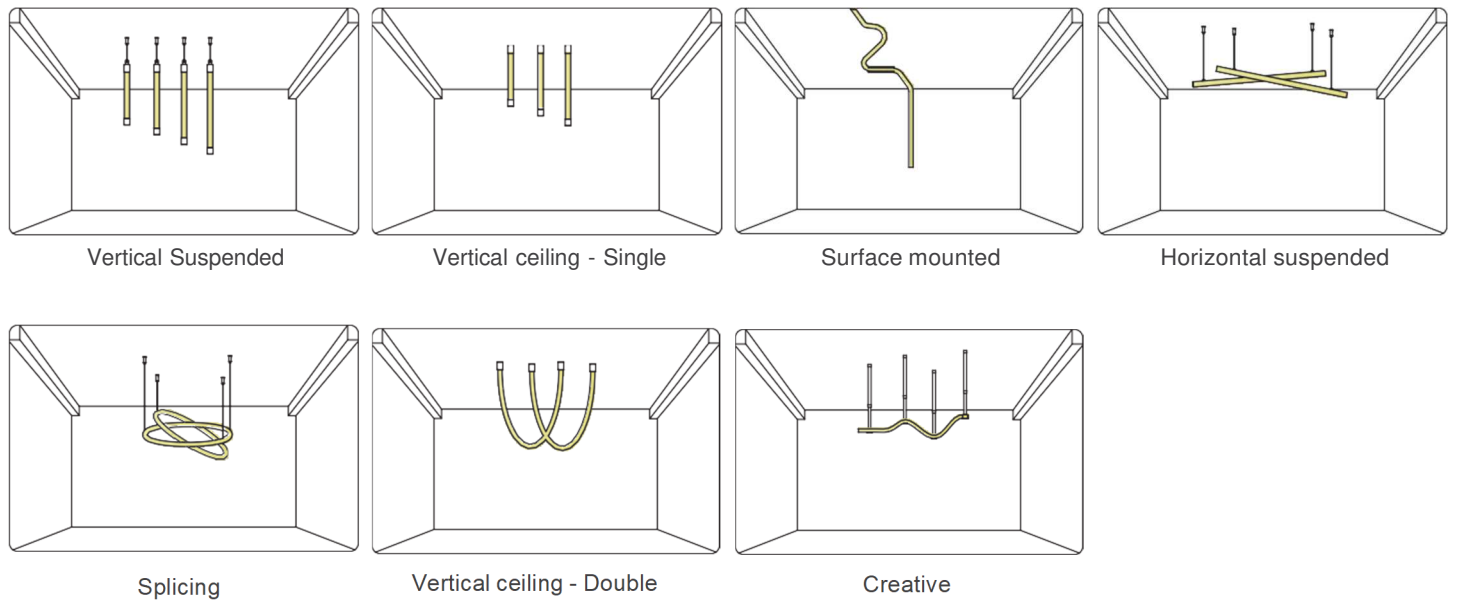 Vertical Suspended
Vertical ceiling - Single
Surface mounted
Horizontal suspended
Splicing
Vertical ceiling - Double
Creative